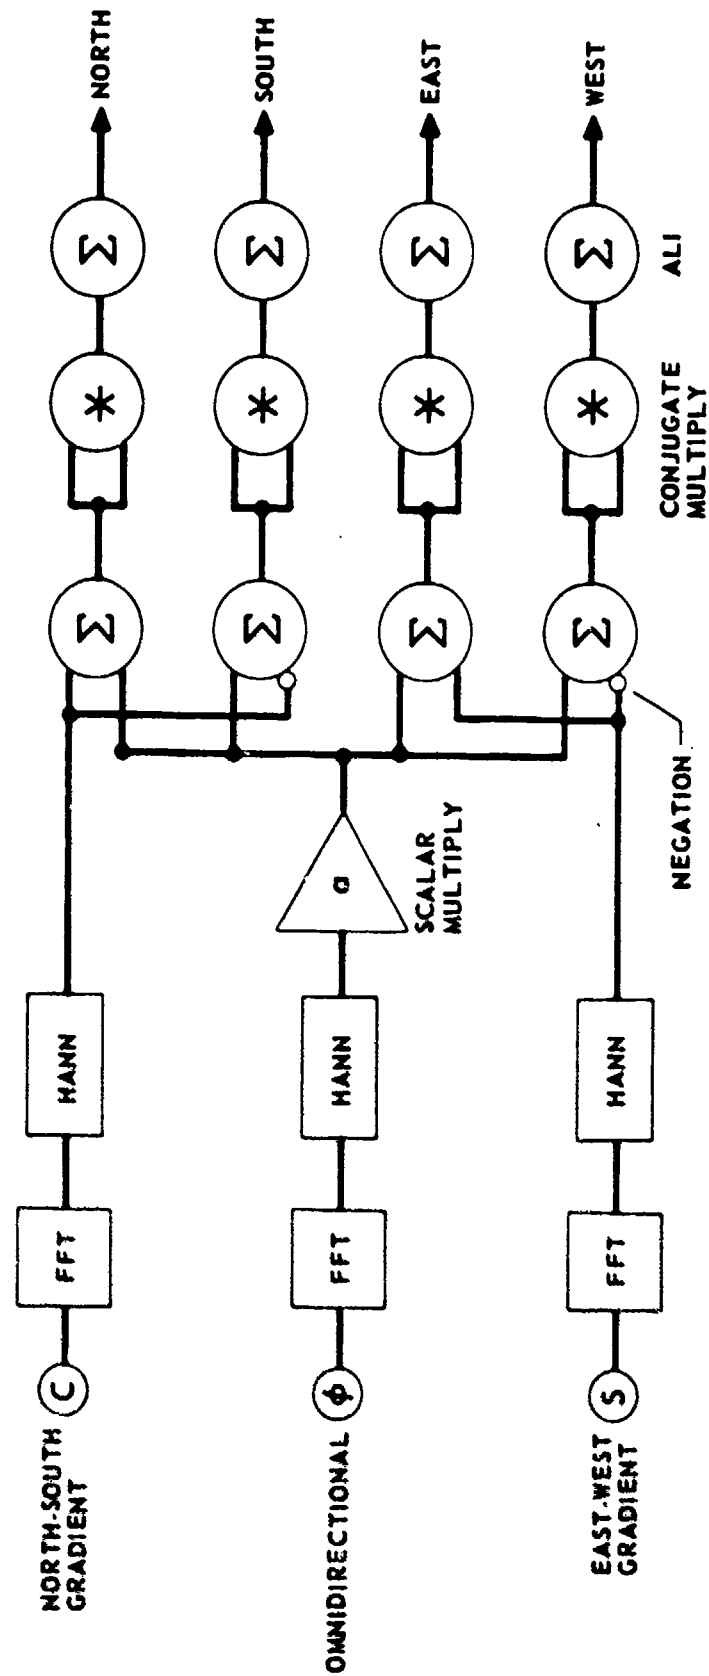 NORTH-SOUTH
GRADIENT
C
FFT
HANN
Σ
*
Σ
NORTH
Σ
*
Σ
SOUTH
OMNIDIRECTIONAL
ϕ
FFT
HANN
a
SCALAR
MULTIPLY
Σ
*
Σ
EAST
EAST-WEST
GRADIENT
S
FFT
HANN
Σ
*
Σ
WEST
NEGATION
CONJUGATE
MULTIPLY
ALI